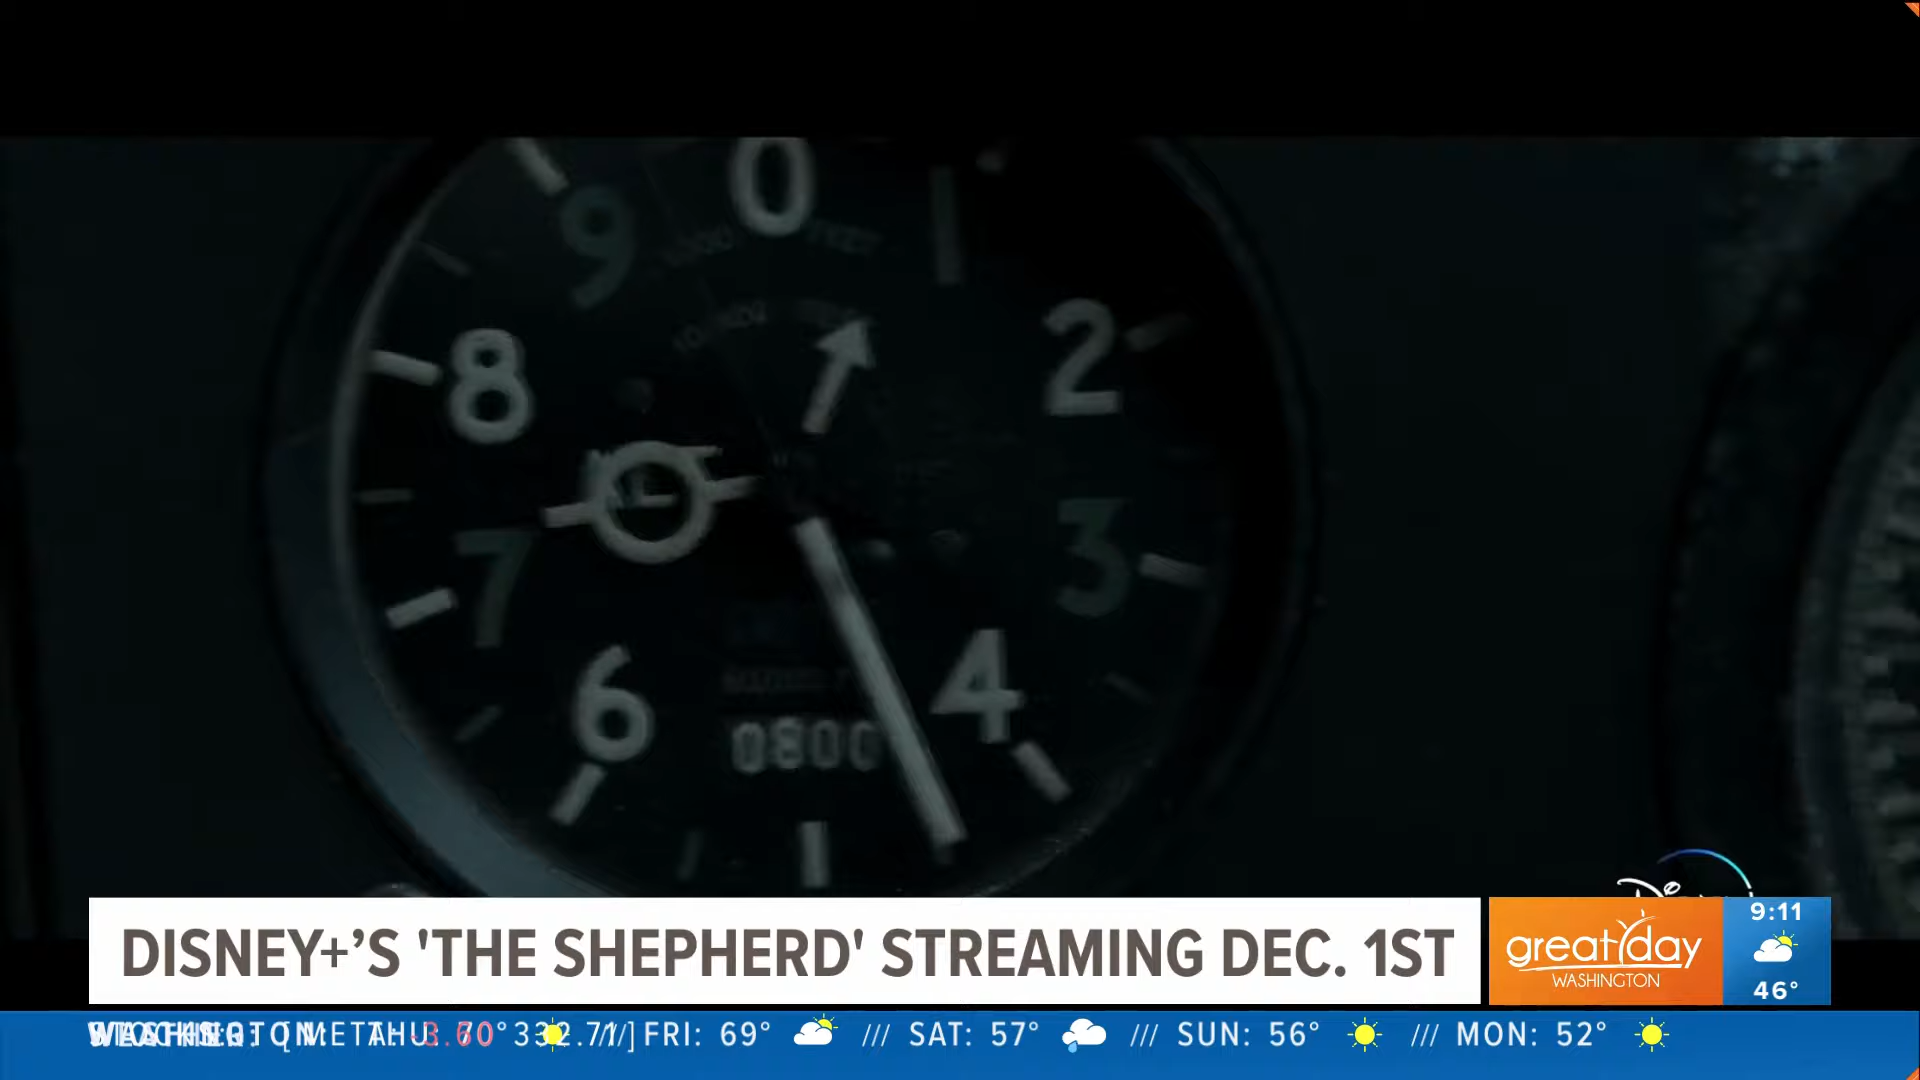 0
9
8
2
7
3
6
4
0800
DISNEY+’S 'THE SHEPHERD' STREAMING DEC. 1ST
great day
WASHINGTON
9:11
46°
FRI: 69° /// SAT: 57° /// SUN: 56° /// MON: 52°